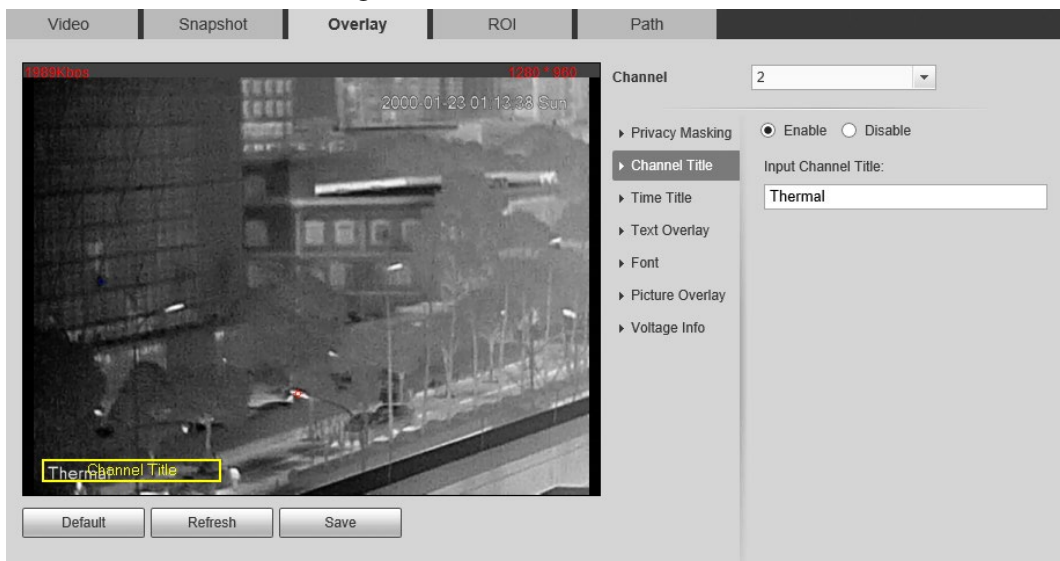 Video Snapshot Overlay ROI Path
1989Kbps 1280 * 960
2000-01-23 01:13:38 Sun
Thermal
Channel Title
Default Refresh Save
Channel 2
Privacy Masking
Channel Title
Time Title
Text Overlay
Font
Picture Overlay
Voltage Info
Enable Disable
Input Channel Title:
Thermal